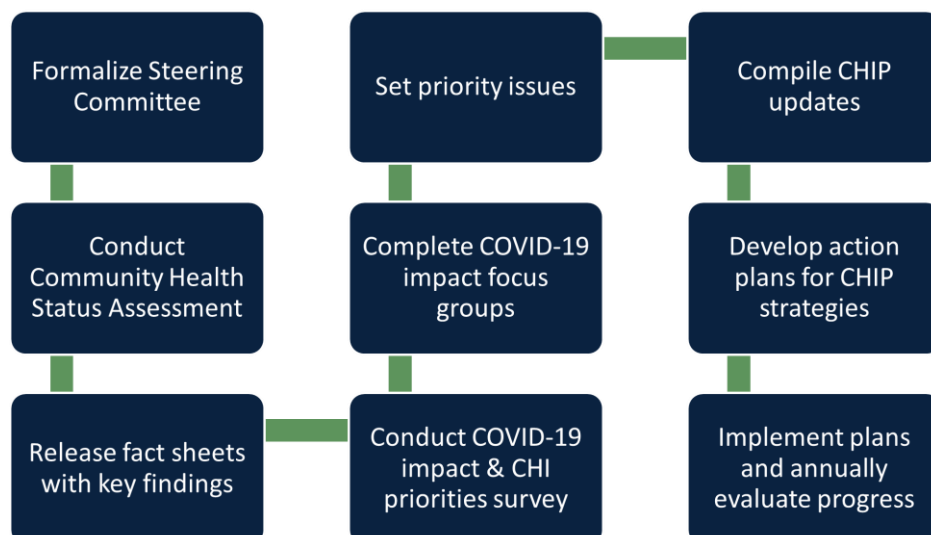 Formalize Steering
Committee
Conduct
Community Health
Status Assessment
Release fact sheets
with key findings
Conduct COVID-19
impact & CHI
priorities survey
Complete COVID-19
impact focus
groups
Set priority issues
Compile CHIP
updates
Develop action
plans for CHIP
strategies
Implement plans
and annually
evaluate progress